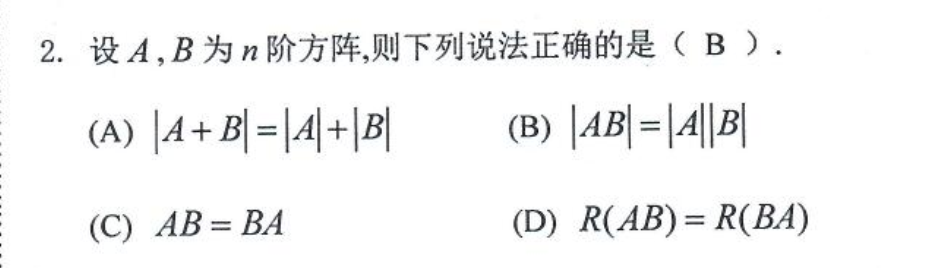 2. 设 A,B 为 n 阶方阵,则下列说法正确的是（ B ）.
(A) |A+B|=|A|+|B| (B) |AB|=|A||B|
(C) AB=BA (D) R(AB)=R(BA)